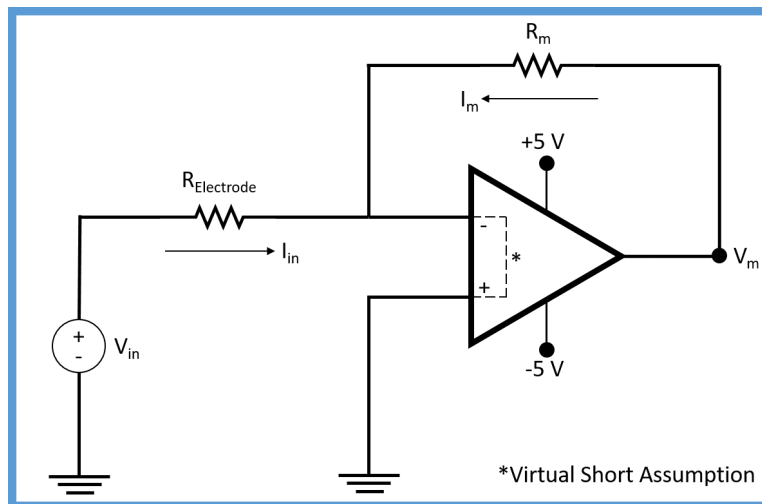 Rm
Im
+5 V
RElectrode
Iin
-
*
+
Vm
+
-
Vin
-5 V
*Virtual Short Assumption